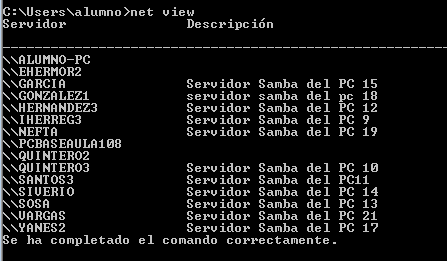 C:\Users\alumno>net view
Servidor Descripción
\\ALUMNO-PC
\\EHERMOR2
\\GARCIA Servidor Samba del PC 15
\\GONZALEZ1 servidor samba del pc 18
\\HERNANDEZ3 Servidor Samba del PC 12
\\IHERREG3 Servidor Samba del PC 9
\\NEFTA Servidor Samba del PC 19
\\PCBASEAULA108
\\QUINTERO2
\\QUINTERO3 Servidor Samba del PC 10
\\SANTOS3 Servidor Samba del PC11
\\SIVERIO Servidor Samba del PC 14
\\SOSA Servidor Samba del PC 13
\\VARGAS Servidor Samba del PC 21
\\YANES2 Servidor Samba del PC 17
Se ha completado el comando correctamente.